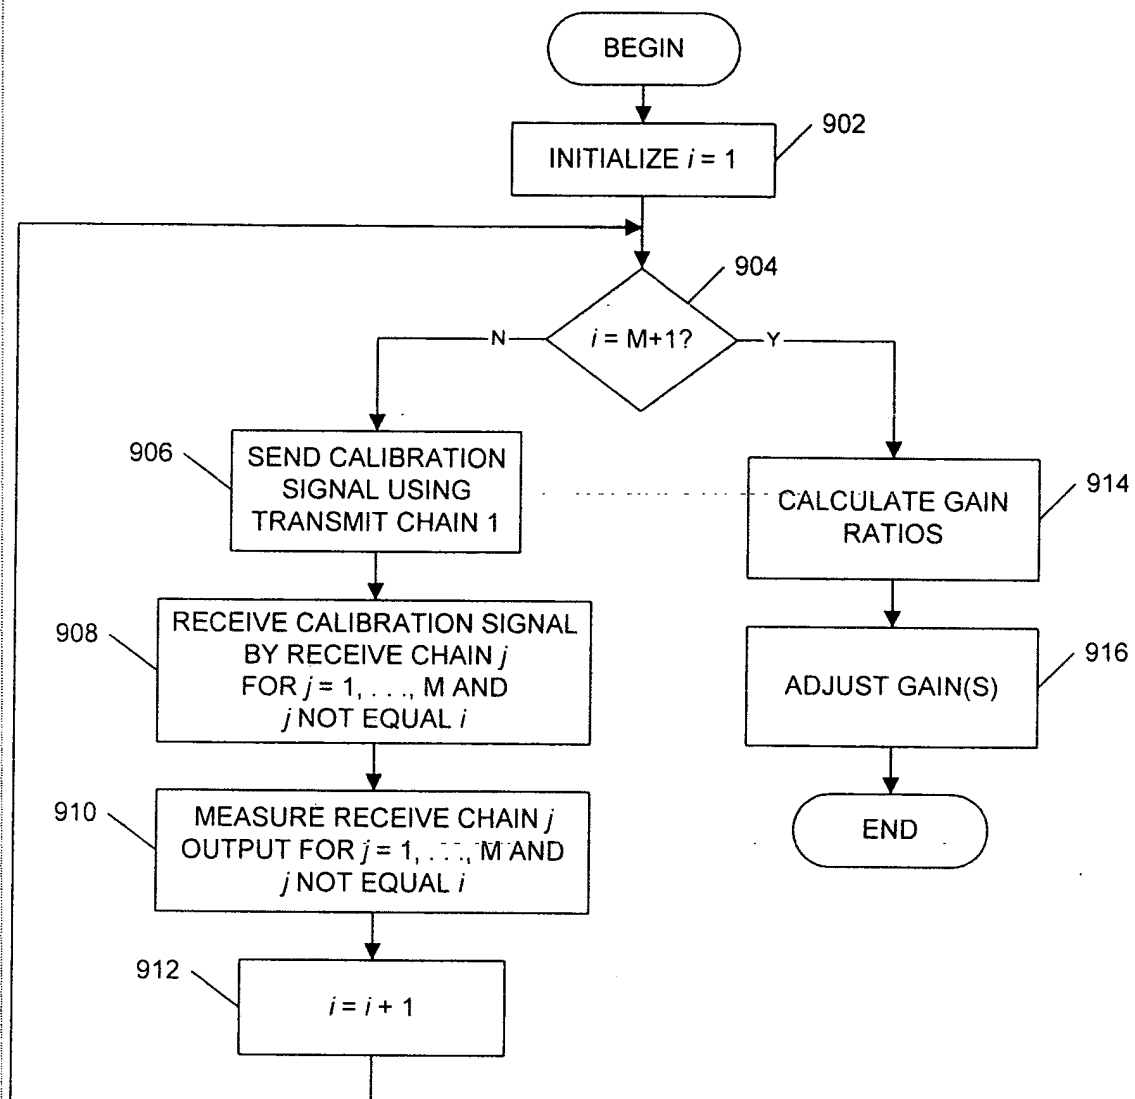 BEGIN
902
INITIALIZE i = 1
904
i = M+1?
N
Y
906
SEND CALIBRATION
SIGNAL USING
TRANSMIT CHAIN 1
914
CALCULATE GAIN
RATIOS
908
RECEIVE CALIBRATION SIGNAL
BY RECEIVE CHAIN j
FOR j = 1, . . ., M AND
j NOT EQUAL i
916
ADJUST GAIN(S)
910
MEASURE RECEIVE CHAIN j
OUTPUT FOR j = 1, . . ., M AND
j NOT EQUAL i
END
912
i = i + 1